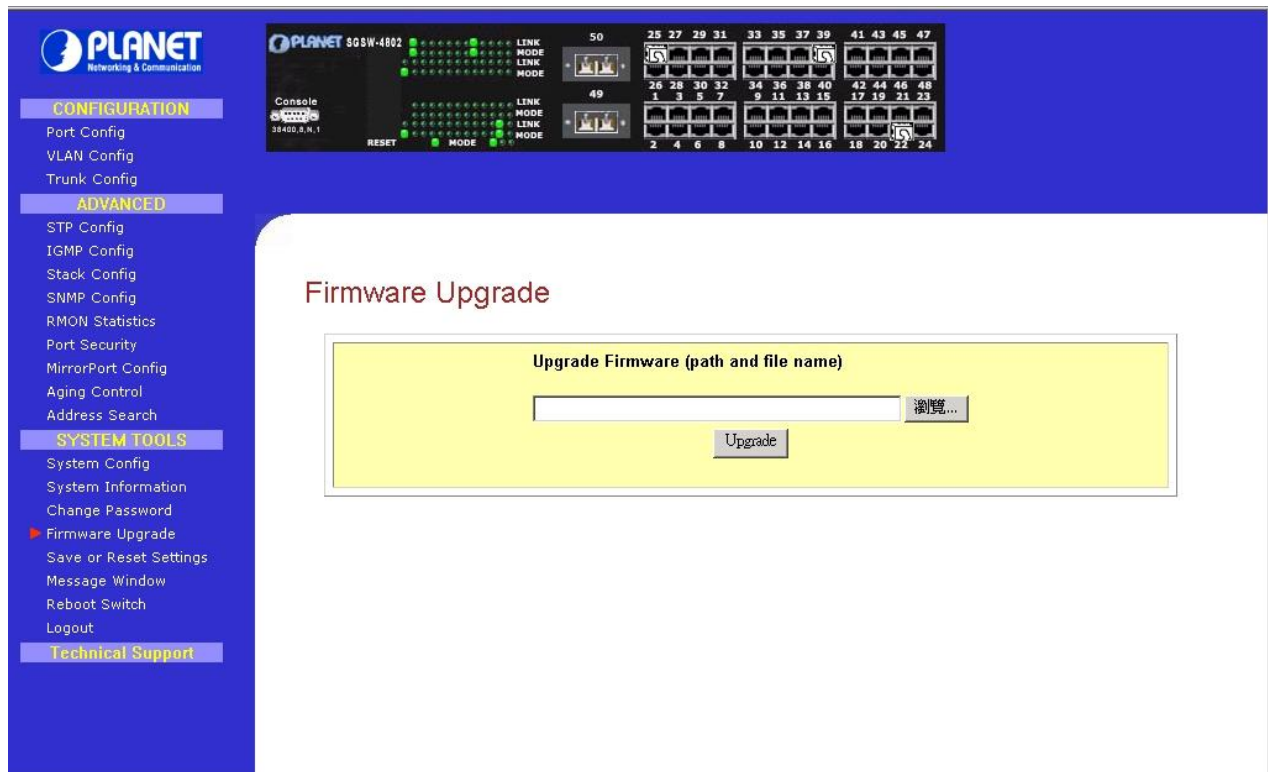 PLANET
Networking & Communication
CONFIGURATION
Port Config
VLAN Config
Trunk Config
ADVANCED
STP Config
IGMP Config
Stack Config
SNMP Config
RMON Statistics
Port Security
MirrorPort Config
Aging Control
Address Search
SYSTEM TOOLS
System Config
System Information
Change Password
Firmware Upgrade
Save or Reset Settings
Message Window
Reboot Switch
Logout
Technical Support
PLANET SGSW-4802
LINK
MODE
LINK
MODE
Console
38400,8,N,1
LINK
MODE
LINK
MODE
RESET MODE
50
49
25 27 29 31 33 35 37 39 41 43 45 47
26 28 30 32 34 36 38 40 42 44 46 48
1 3 5 7 9 11 13 15 17 19 21 23
2 4 6 8 10 12 14 16 18 20 22 24
Firmware Upgrade
Upgrade Firmware (path and file name)
瀏覽...
Upgrade